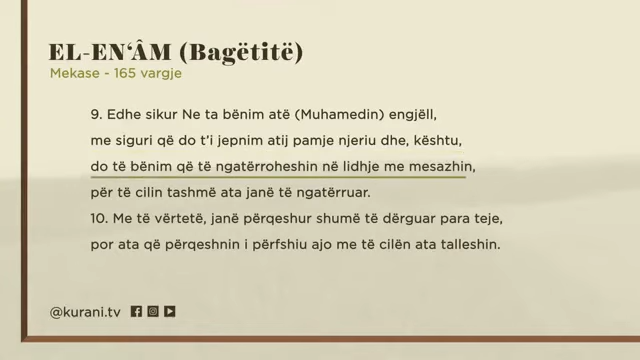 EL-EN‘ÂM (Bagëtitë)
Mekase - 165 vargje
9. Edhe sikur Ne ta bënim atë (Muhamedin) engjëll,
me siguri që do t’i jepnim atij pamje njeriu dhe, kështu,
do të bënim që të ngatërroheshin në lidhje me mesazhin,
për të cilin tashmë ata janë të ngatërruar.
10. Me të vërtetë, janë përqeshur shumë të dërguar para teje,
por ata që përqeshnin i përfshiu ajo me të cilën ata talleshin.
@kurani.tv